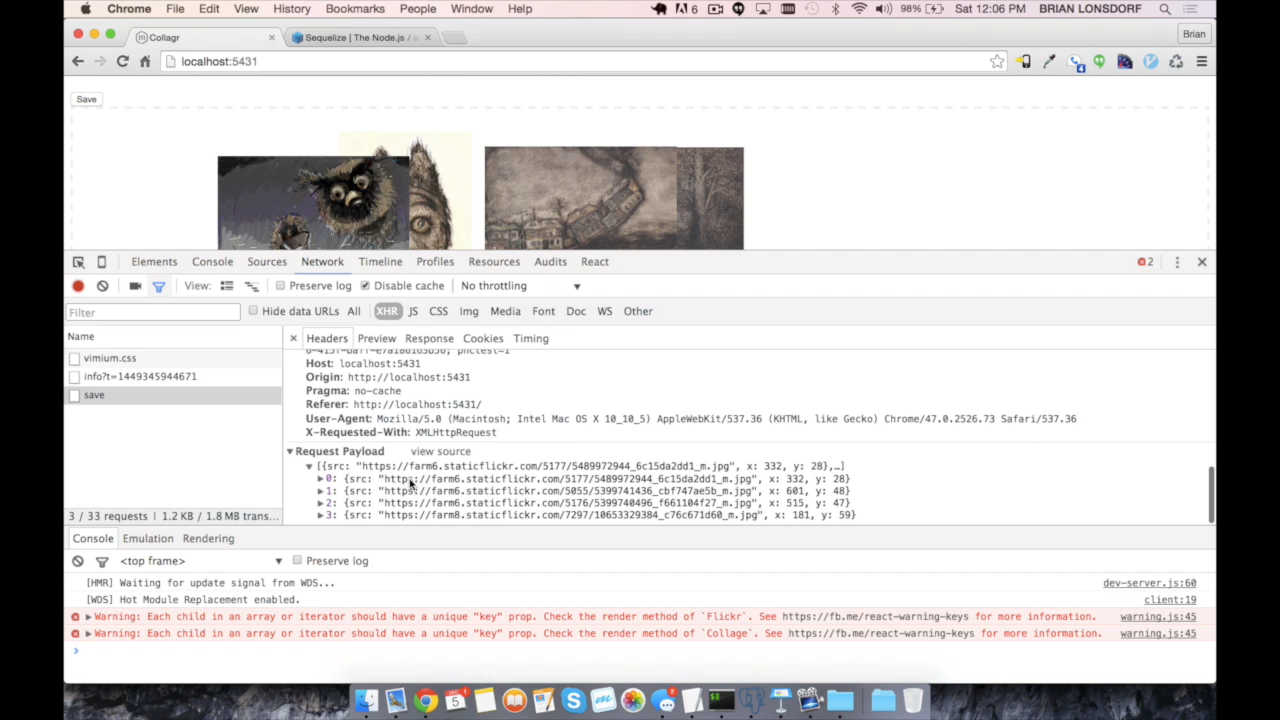 Chrome File Edit View History Bookmarks People Window Help 6 98% Sat 12:06 PM BRIAN LONSDORF
Collagr Sequelize | The Node.js / Brian
localhost:5431
Save
Elements Console Sources Network Timeline Profiles Resources Audits React 2
View: Preserve log Disable cache No throttling
Filter Hide data URLs All XHR JS CSS Img Media Font Doc WS Other
Name Headers Preview Response Cookies Timing
vimium.css
info?t=1449345944671
save
Host: localhost:5431
Origin: http://localhost:5431
Pragma: no-cache
Referer: http://localhost:5431/
User-Agent: Mozilla/5.0 (Macintosh; Intel Mac OS X 10_10_5) AppleWebKit/537.36 (KHTML, like Gecko) Chrome/47.0.2526.73 Safari/537.36
X-Requested-With: XMLHttpRequest
Request Payload view source
[{src: "https://farm6.staticflickr.com/5177/5489972944_6c15da2dd1_m.jpg", x: 332, y: 28},…]
0: {src: "https://farm6.staticflickr.com/5177/5489972944_6c15da2dd1_m.jpg", x: 332, y: 28}
1: {src: "https://farm6.staticflickr.com/5055/5399741436_cbf747ae5b_m.jpg", x: 601, y: 48}
2: {src: "https://farm6.staticflickr.com/5176/5399740496_f661104f27_m.jpg", x: 515, y: 47}
3: {src: "https://farm8.staticflickr.com/7297/10653329384_c76c671d60_m.jpg", x: 181, y: 59}
3 / 33 requests | 1.2 KB / 1.8 MB trans...
Console Emulation Rendering
<top frame> Preserve log
[HMR] Waiting for update signal from WDS... dev-server.js:60
[WDS] Hot Module Replacement enabled. client:19
Warning: Each child in an array or iterator should have a unique "key" prop. Check the render method of `Flickr`. See https://fb.me/react-warning-keys for more information. warning.js:45
Warning: Each child in an array or iterator should have a unique "key" prop. Check the render method of `Collage`. See https://fb.me/react-warning-keys for more information. warning.js:45